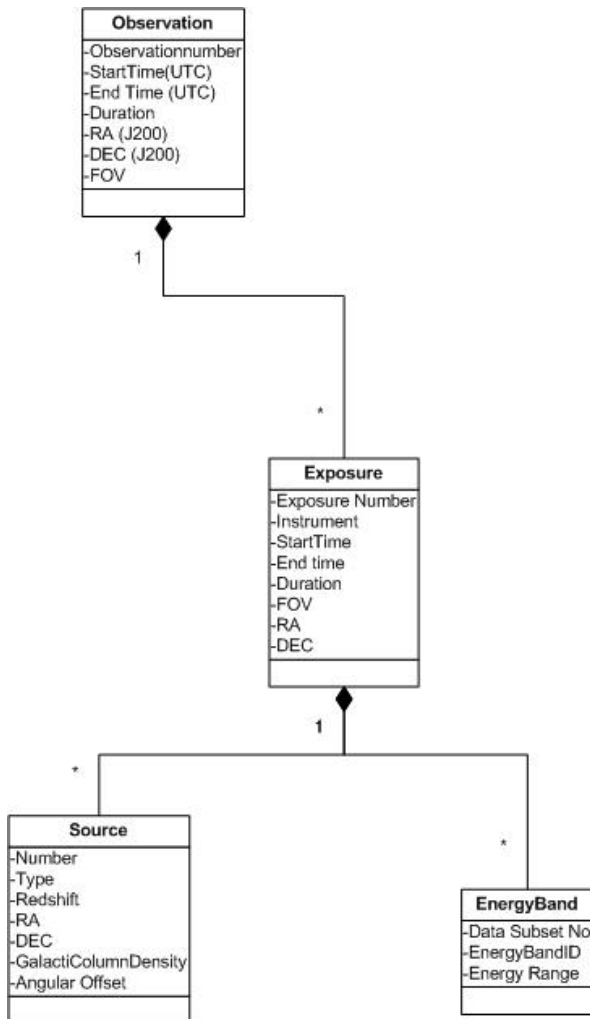 Observation
-Observationnumber
-StartTime(UTC)
-End Time (UTC)
-Duration
-RA (J200)
-DEC (J200)
-FOV
1
*
Exposure
-Exposure Number
-Instrument
-StartTime
-End time
-Duration
-FOV
-RA
-DEC
1
*
Source
-Number
-Type
-Redshift
-RA
-DEC
-GalactiColumnDensity
-Angular Offset
*
EnergyBand
-Data Subset No
-EnergyBandID
-Energy Range